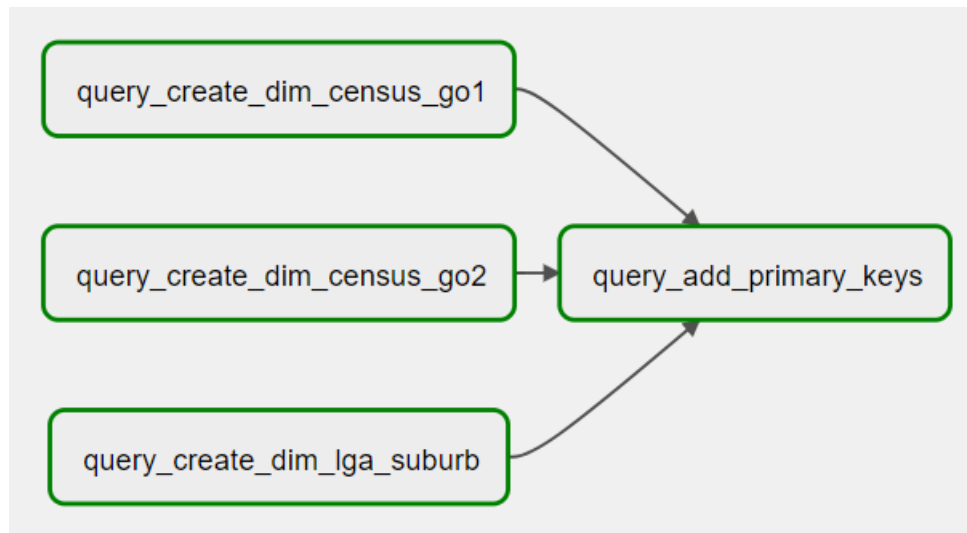 query_create_dim_census_go1
query_create_dim_census_go2
query_add_primary_keys
query_create_dim_lga_suburb